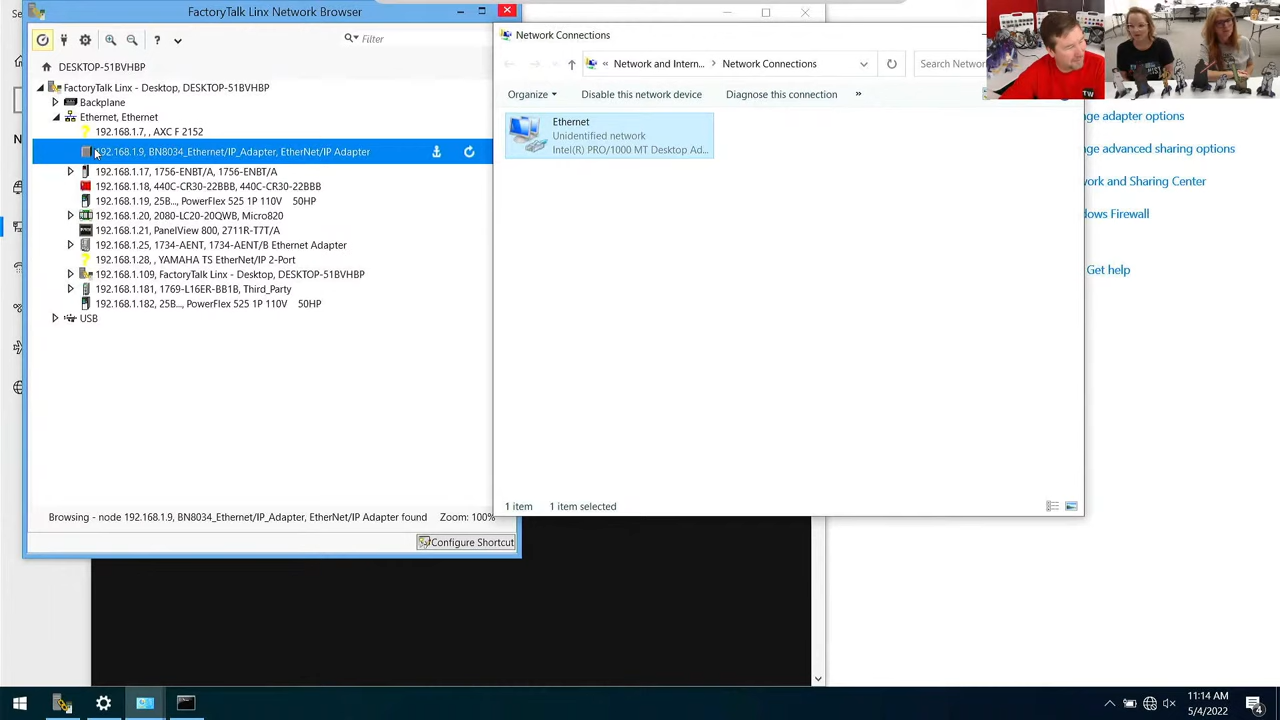 FactoryTalk Linx Network Browser
Filter
DESKTOP-51BVHBP
FactoryTalk Linx - Desktop, DESKTOP-51BVHBP
Backplane
Ethernet, Ethernet
192.168.1.7, , AXC F 2152
192.168.1.9, BN8034_Ethernet/IP_Adapter, EtherNet/IP Adapter
192.168.1.17, 1756-ENBT/A, 1756-ENBT/A
192.168.1.18, 440C-CR30-22BBB, 440C-CR30-22BBB
192.168.1.19, 25B..., PowerFlex 525 1P 110V 50HP
192.168.1.20, 2080-LC20-20QWB, Micro820
192.168.1.21, PanelView 800, 2711R-T7T/A
192.168.1.25, 1734-AENT, 1734-AENT/B Ethernet Adapter
192.168.1.28, , YAMAHA TS EtherNet/IP 2-Port
192.168.1.109, FactoryTalk Linx - Desktop, DESKTOP-51BVHBP
192.168.1.181, 1769-L16ER-BB1B, Third_Party
192.168.1.182, 25B..., PowerFlex 525 1P 110V 50HP
USB
Browsing - node 192.168.1.9, BN8034_Ethernet/IP_Adapter, EtherNet/IP Adapter found Zoom: 100%
Configure Shortcut
Network Connections
« Network and Intern... > Network Connections
Search Netwo
Organize Disable this network device Diagnose this connection »
Ethernet
Unidentified network
Intel(R) PRO/1000 MT Desktop Ad...
1 item 1 item selected
TW
nge adapter options
nge advanced sharing options
work and Sharing Center
dows Firewall
Get help
Se
N
11:14 AM
5/4/2022
4